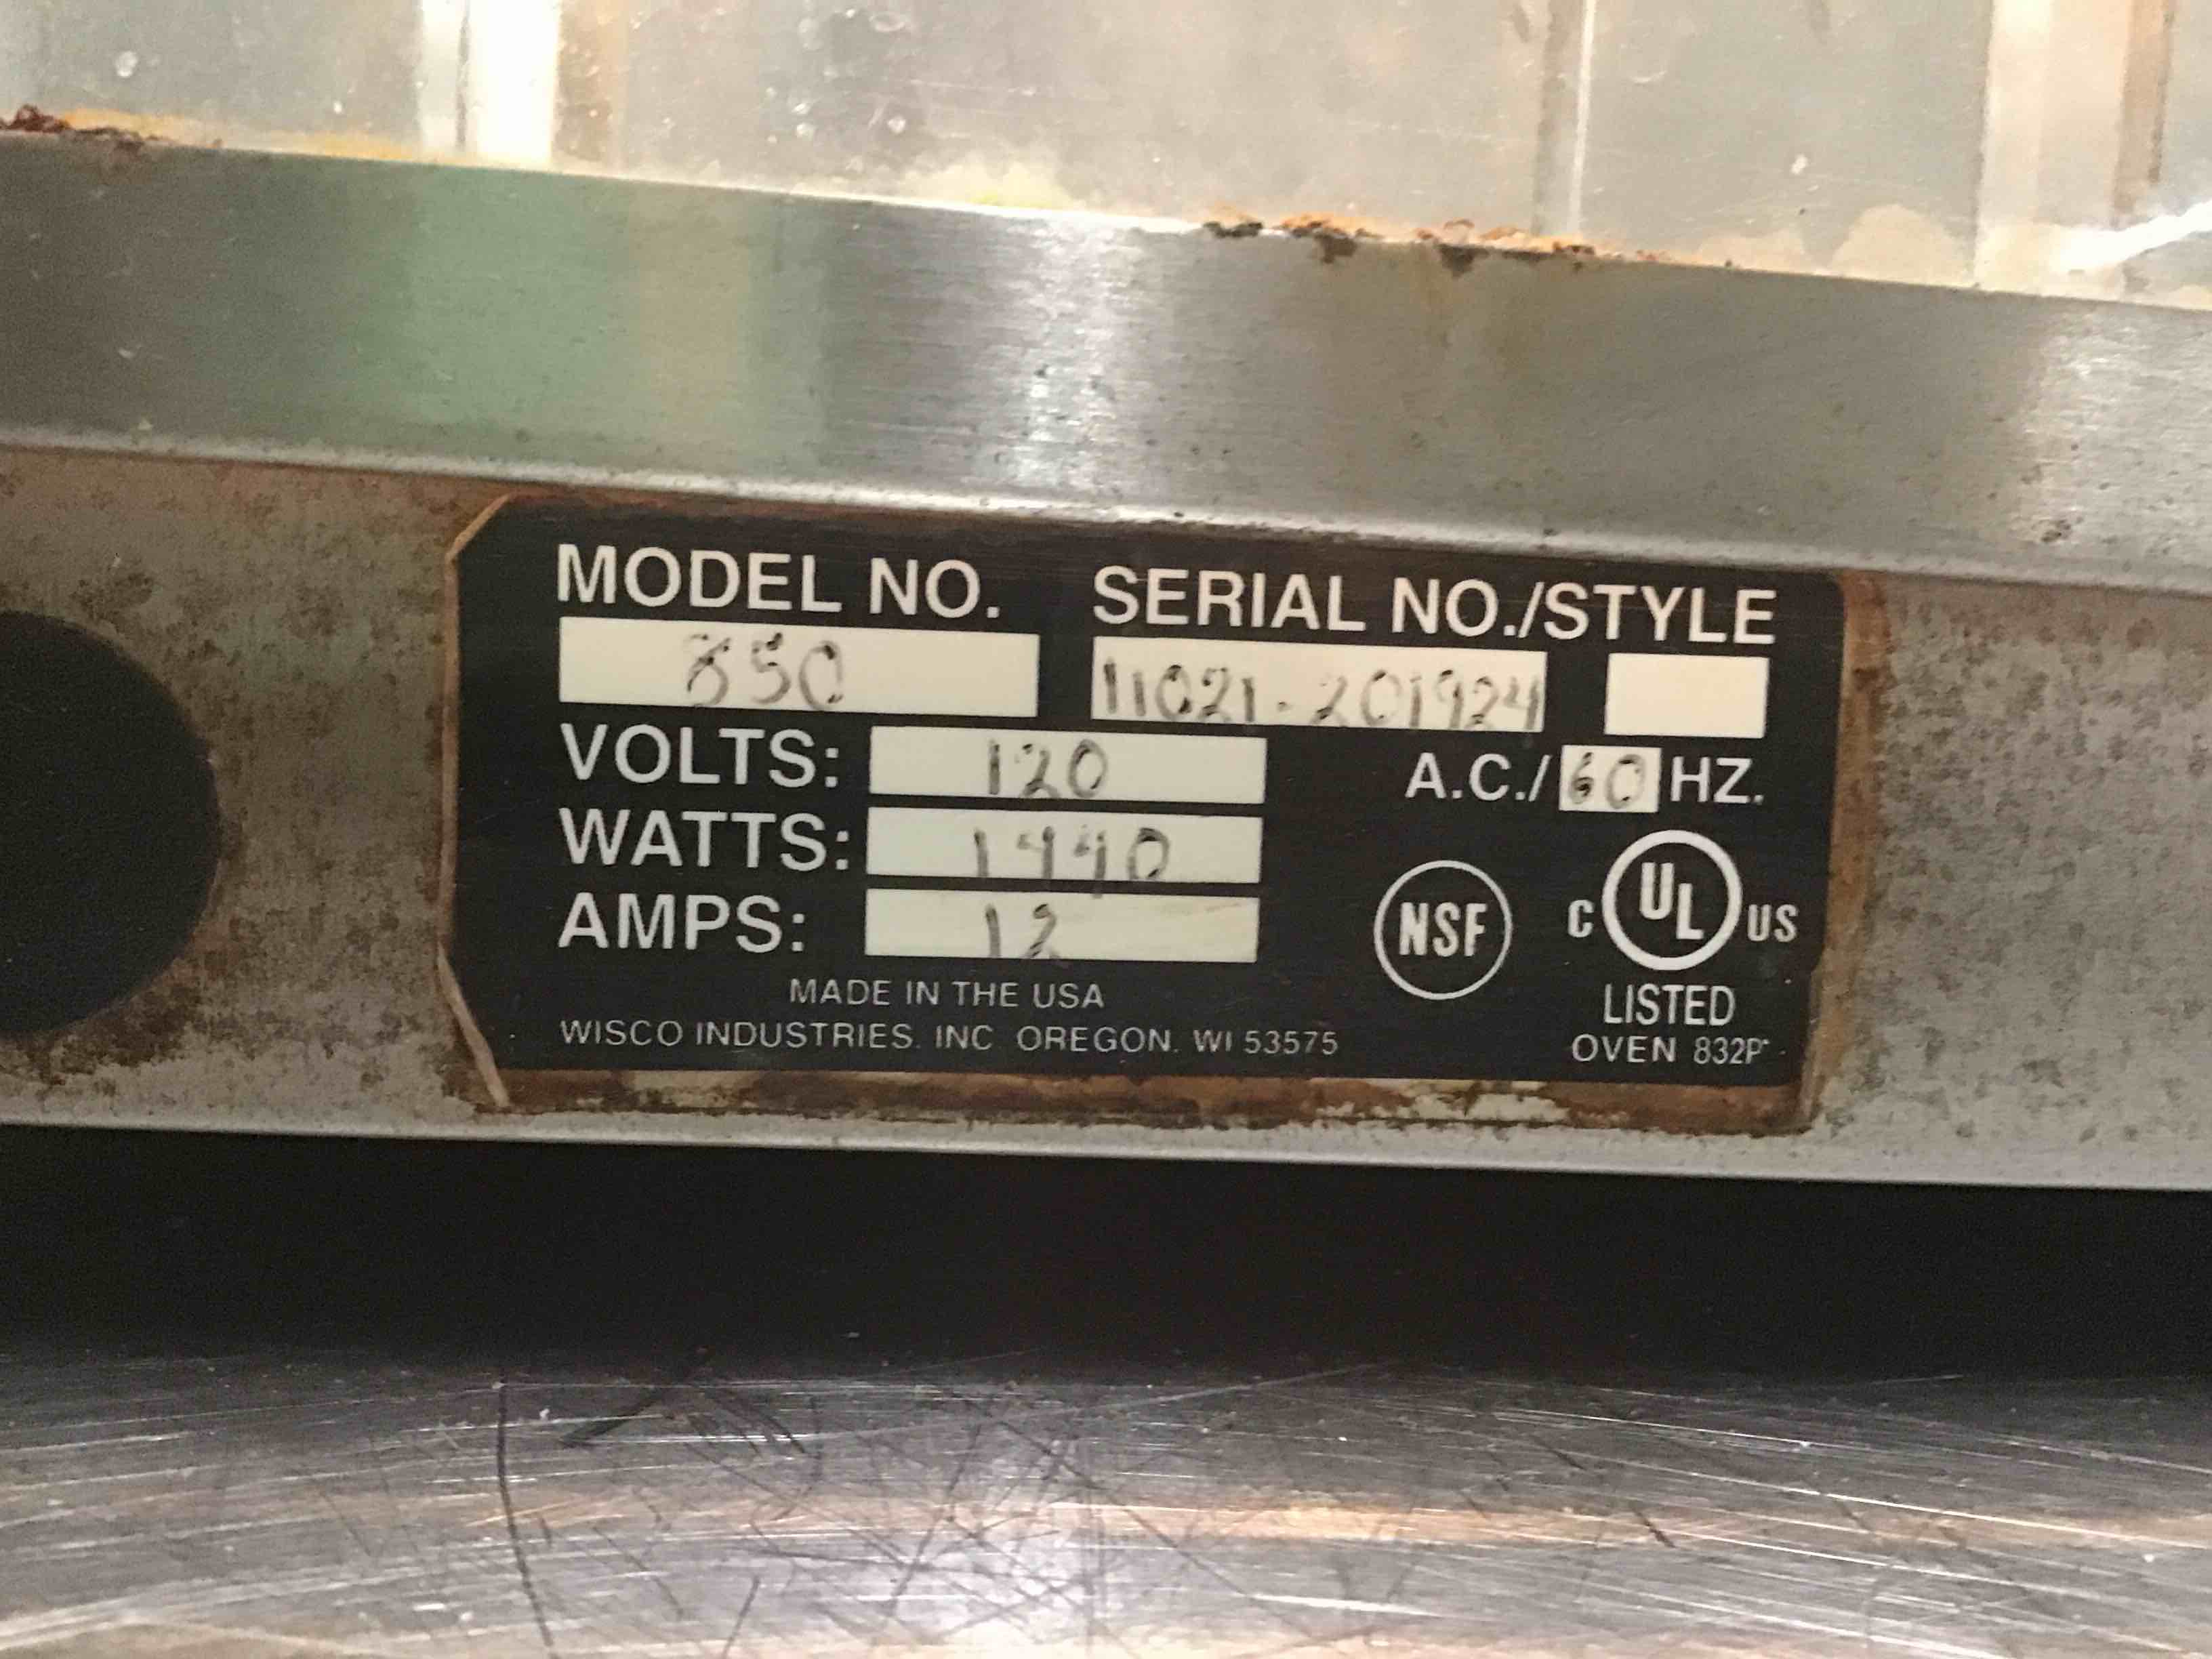 MODEL NO. SERIAL NO./STYLE
850 11021-201924
VOLTS: 120 A.C./60 HZ.
WATTS: 1440
AMPS: 12
NSF C UL US
LISTED
MADE IN THE USA
WISCO INDUSTRIES. INC OREGON. WI 53575
OVEN 832P